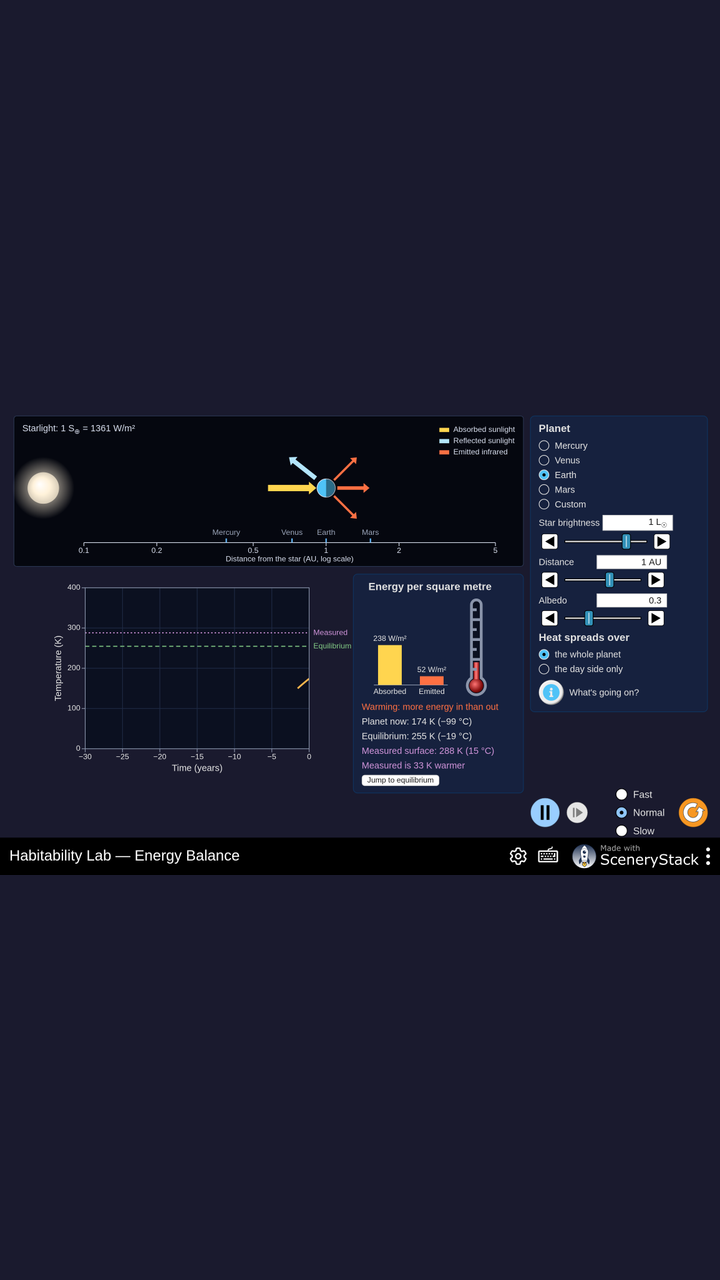 Starlight: 1 S⊕ = 1361 W/m²
Absorbed sunlight
Reflected sunlight
Emitted infrared
Mercury
Venus
Earth
Mars
0.1
0.2
0.5
1
2
5
Distance from the star (AU, log scale)
Planet
Mercury
Venus
Earth
Mars
Custom
Star brightness
1 L☉
Distance
1 AU
Albedo
0.3
Heat spreads over
the whole planet
the day side only
What's going on?
400
300
200
100
0
Temperature (K)
−30
−25
−20
−15
−10
−5
0
Time (years)
Measured
Equilibrium
Energy per square metre
238 W/m²
52 W/m²
Absorbed
Emitted
Warming: more energy in than out
Planet now: 174 K (−99 °C)
Equilibrium: 255 K (−19 °C)
Measured surface: 288 K (15 °C)
Measured is 33 K warmer
Jump to equilibrium
Fast
Normal
Slow
Habitability Lab — Energy Balance
Made with
SceneryStack